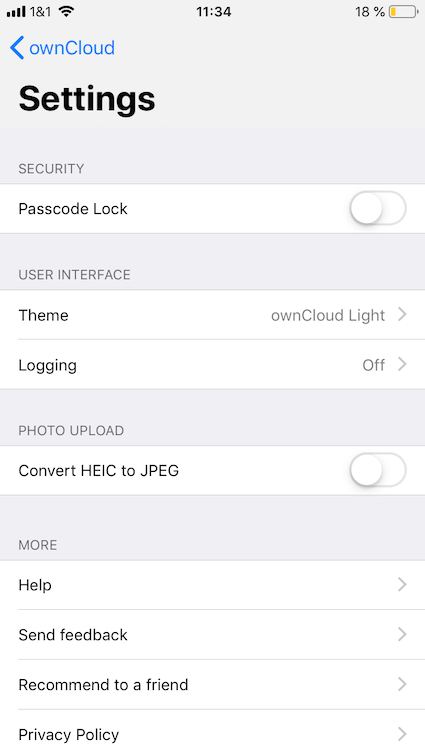 1&1 11:34 18 %
ownCloud
Settings
SECURITY
Passcode Lock
USER INTERFACE
Theme ownCloud Light
Logging Off
PHOTO UPLOAD
Convert HEIC to JPEG
MORE
Help
Send feedback
Recommend to a friend
Privacy Policy